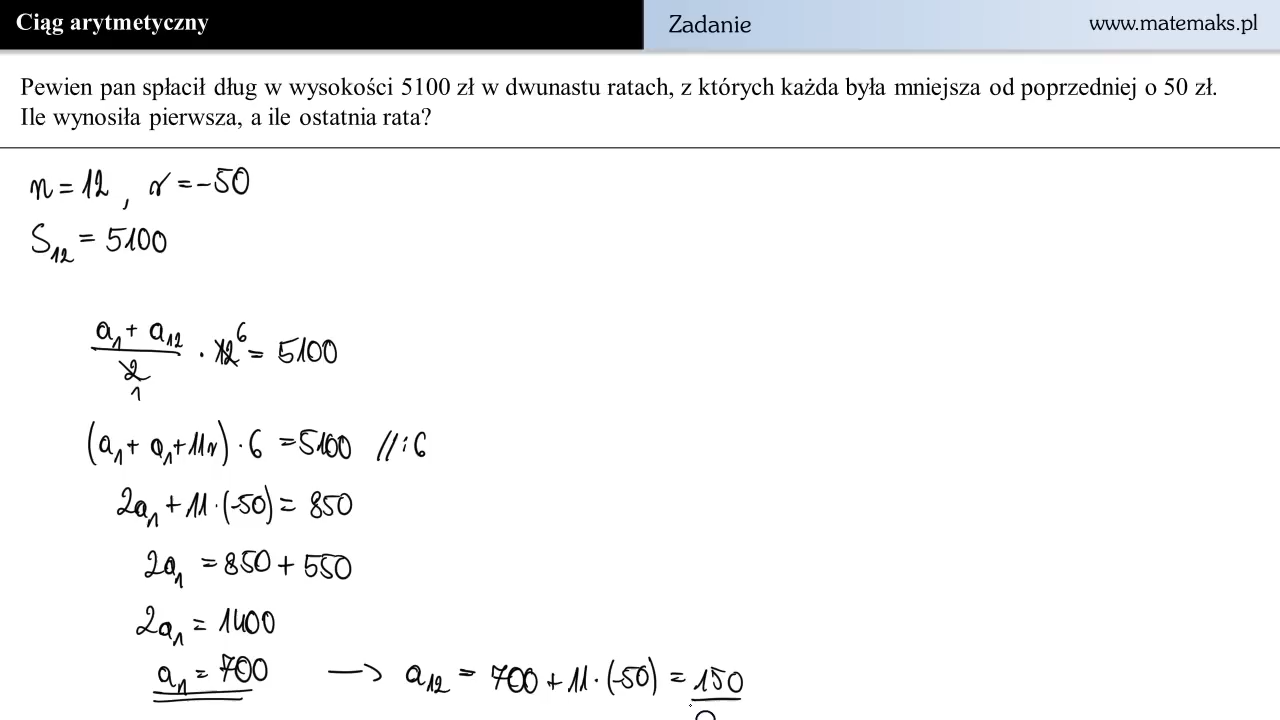 Ciąg arytmetyczny
Zadanie
www.matemaks.pl
Pewien pan spłacił dług w wysokości 5100 zł w dwunastu ratach, z których każda była mniejsza od poprzedniej o 50 zł.
Ile wynosiła pierwsza, a ile ostatnia rata?
n = 12 , r = -50
S₁₂ = 5100
(a₁ + a₁₂)/2 1 · 12 6 = 5100
(a₁ + a₁ + 11r) · 6 = 5100 //:6
2a₁ + 11 · (-50) = 850
2a₁ = 850 + 550
2a₁ = 1400
a₁ = 700 → a₁₂ = 700 + 11 · (-50) = 150